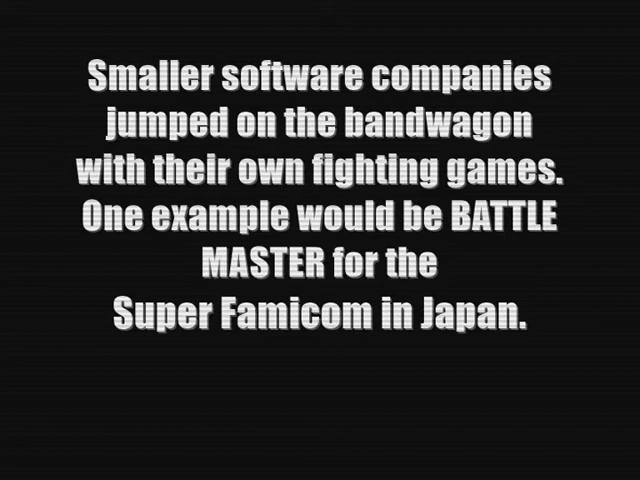 Smaller software companies
jumped on the bandwagon
with their own fighting games.
One example would be BATTLE
MASTER for the
Super Famicom in Japan.